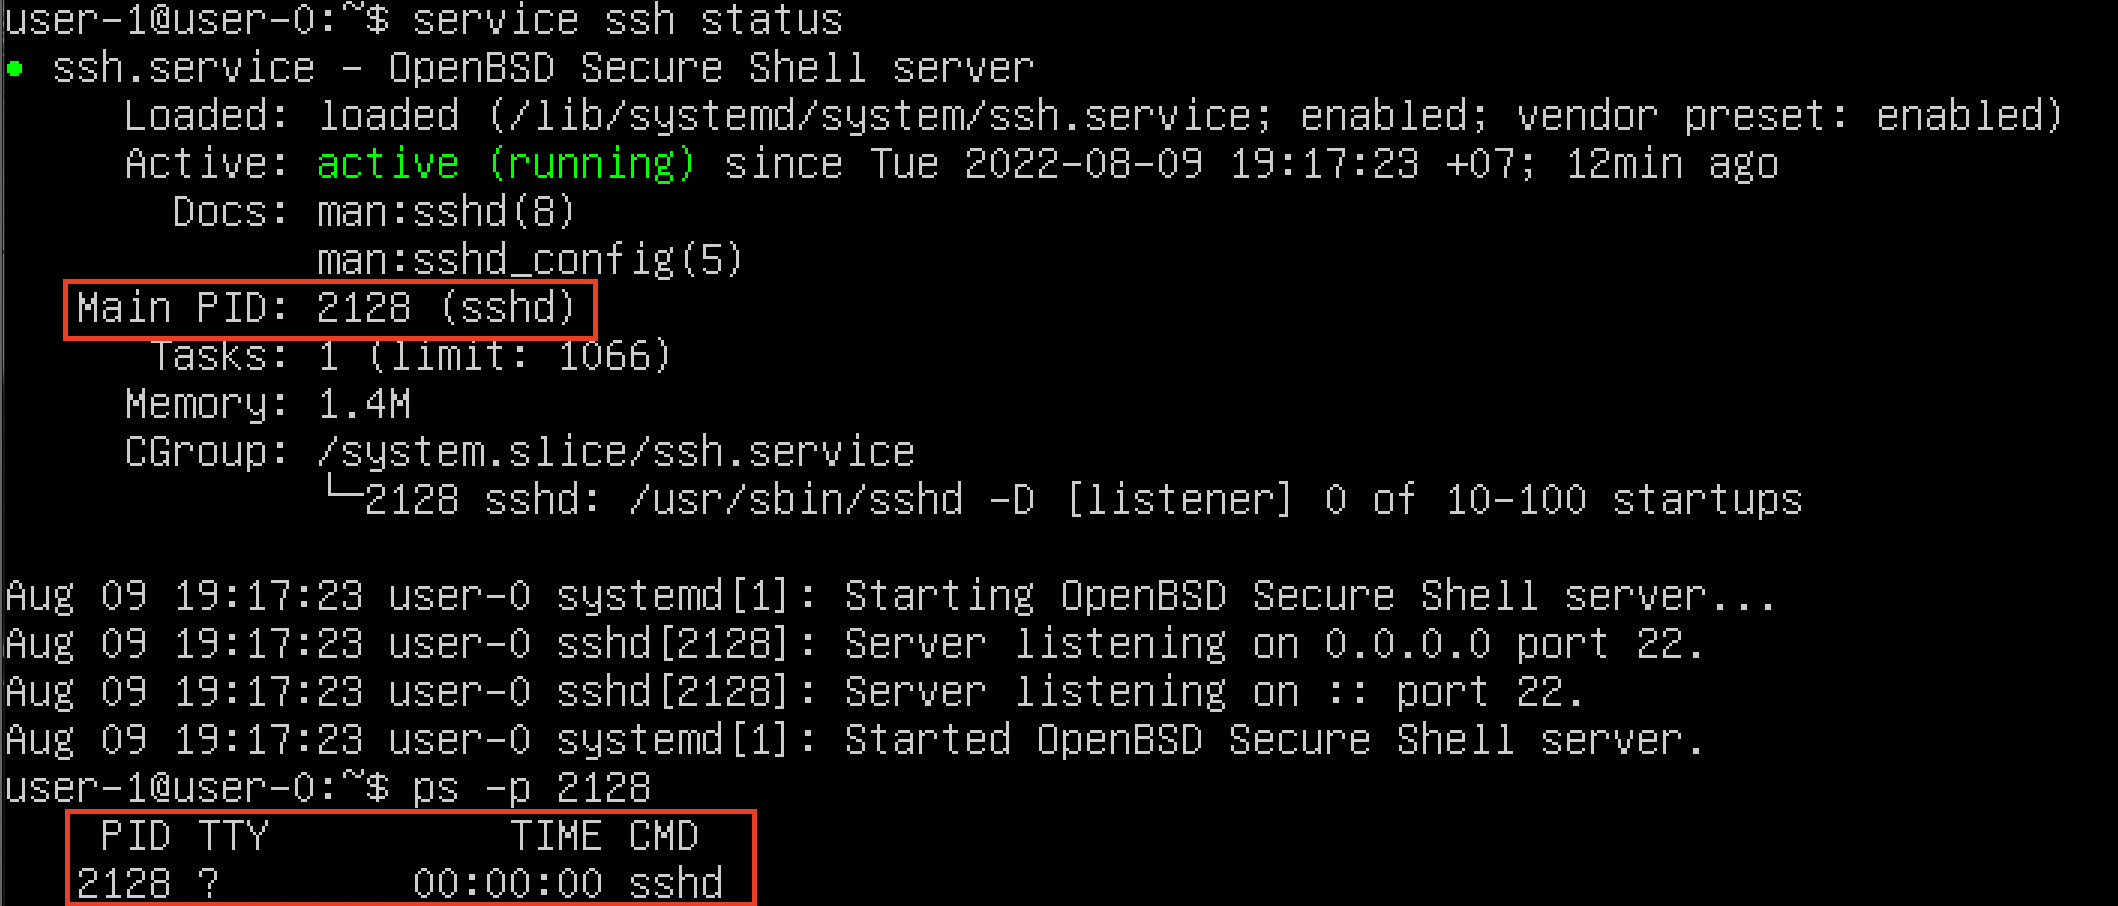 user-1@user-0:~$ service ssh status
● ssh.service - OpenBSD Secure Shell server
Loaded: loaded (/lib/systemd/system/ssh.service; enabled; vendor preset: enabled)
Active: active (running) since Tue 2022-08-09 19:17:23 +07; 12min ago
Docs: man:sshd(8)
man:sshd_config(5)
Main PID: 2128 (sshd)
Tasks: 1 (limit: 1066)
Memory: 1.4M
CGroup: /system.slice/ssh.service
└─2128 sshd: /usr/sbin/sshd -D [listener] 0 of 10-100 startups
Aug 09 19:17:23 user-0 systemd[1]: Starting OpenBSD Secure Shell server...
Aug 09 19:17:23 user-0 sshd[2128]: Server listening on 0.0.0.0 port 22.
Aug 09 19:17:23 user-0 sshd[2128]: Server listening on :: port 22.
Aug 09 19:17:23 user-0 systemd[1]: Started OpenBSD Secure Shell server.
user-1@user-0:~$ ps -p 2128
PID TTY TIME CMD
2128 ? 00:00:00 sshd